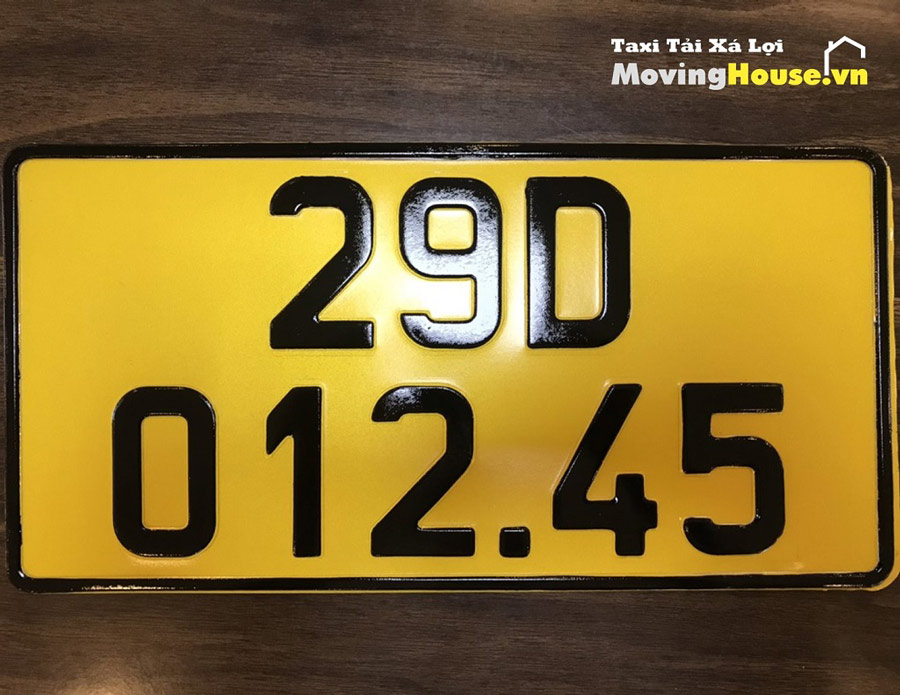 Taxi Tải Xá Lợi
MovingHouse.vn
29D
012.45